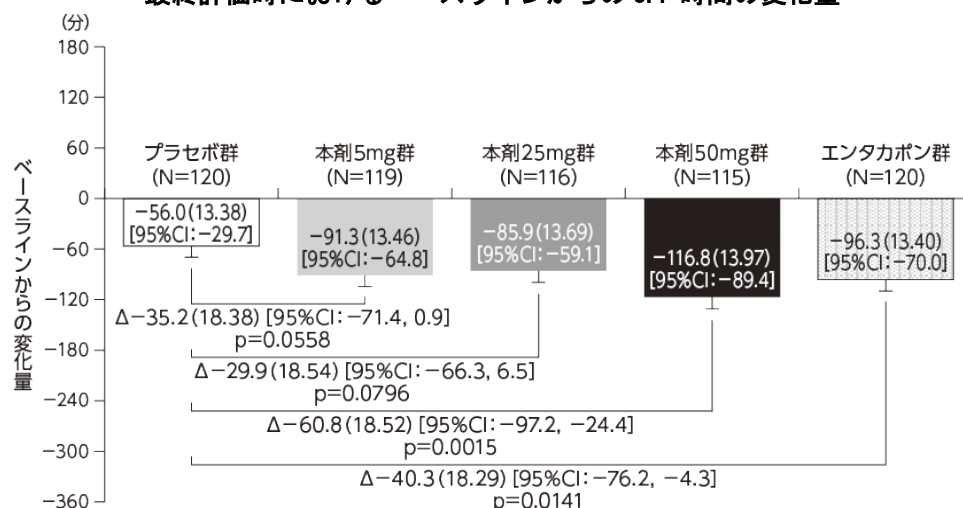 (分)
180
120
60
0
−60
−120
−180
−240
−300
−360
ベースラインからの変化量
プラセボ群
(N=120)
本剤5mg群
(N=119)
本剤25mg群
(N=116)
本剤50mg群
(N=115)
エンタカポン群
(N=120)
−56.0(13.38)
[95%CI:−29.7]
−91.3(13.46)
[95%CI:−64.8]
−85.9(13.69)
[95%CI:−59.1]
−116.8(13.97)
[95%CI:−89.4]
−96.3(13.40)
[95%CI:−70.0]
Δ−35.2(18.38) [95%CI:−71.4, 0.9]
p=0.0558
Δ−29.9(18.54) [95%CI:−66.3, 6.5]
p=0.0796
Δ−60.8(18.52) [95%CI:−97.2, −24.4]
p=0.0015
Δ−40.3(18.29) [95%CI:−76.2, −4.3]
p=0.0141